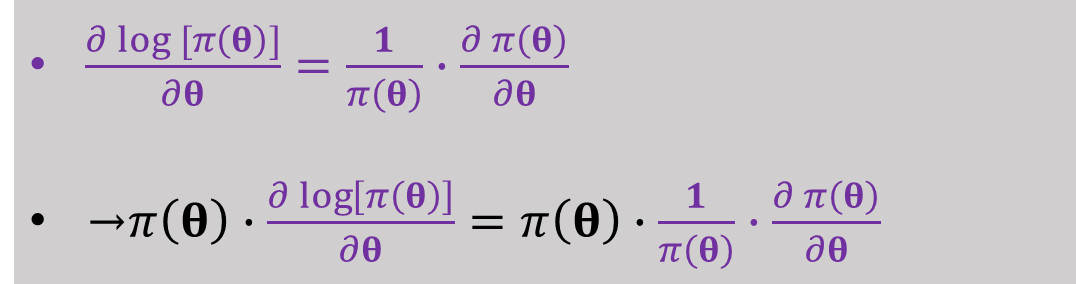 • ∂ log [π(θ)] / ∂θ = 1 / π(θ) · ∂ π(θ) / ∂θ
• →π(θ) · ∂ log[π(θ)] / ∂θ = π(θ) · 1 / π(θ) · ∂ π(θ) / ∂θ